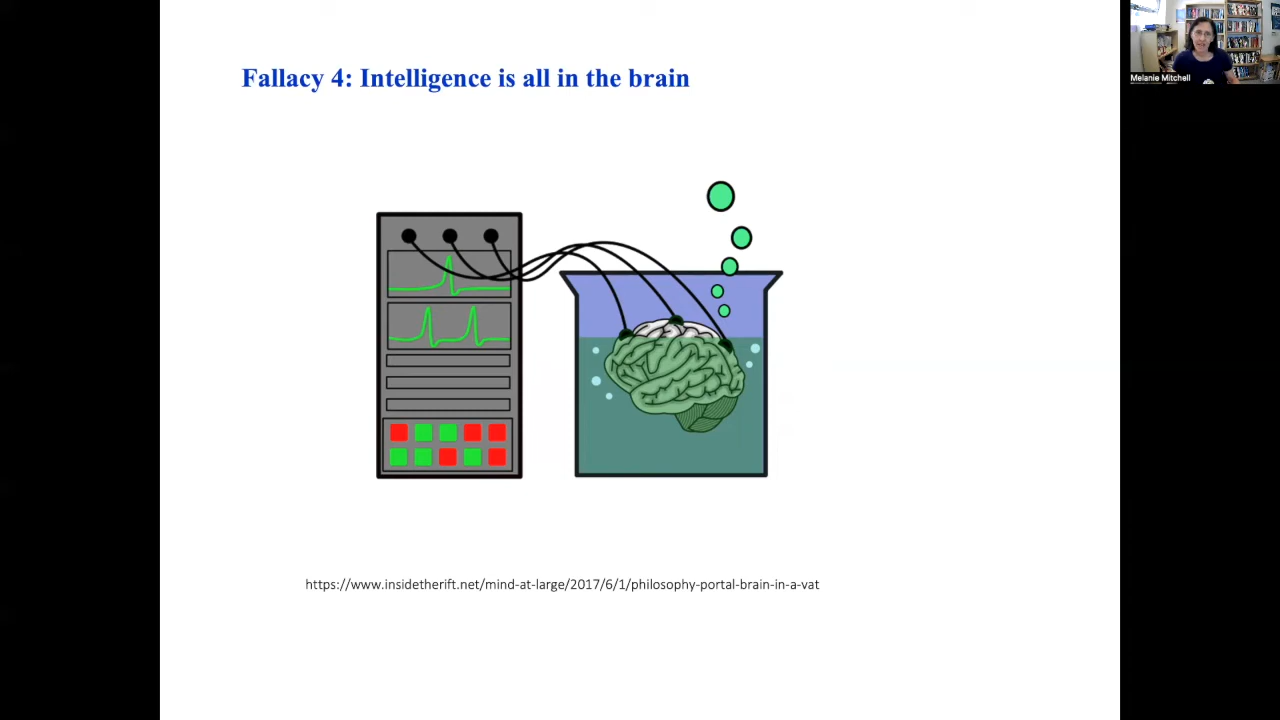 Fallacy 4: Intelligence is all in the brain
Melanie Mitchell
https://www.insidetherift.net/mind-at-large/2017/6/1/philosophy-portal-brain-in-a-vat